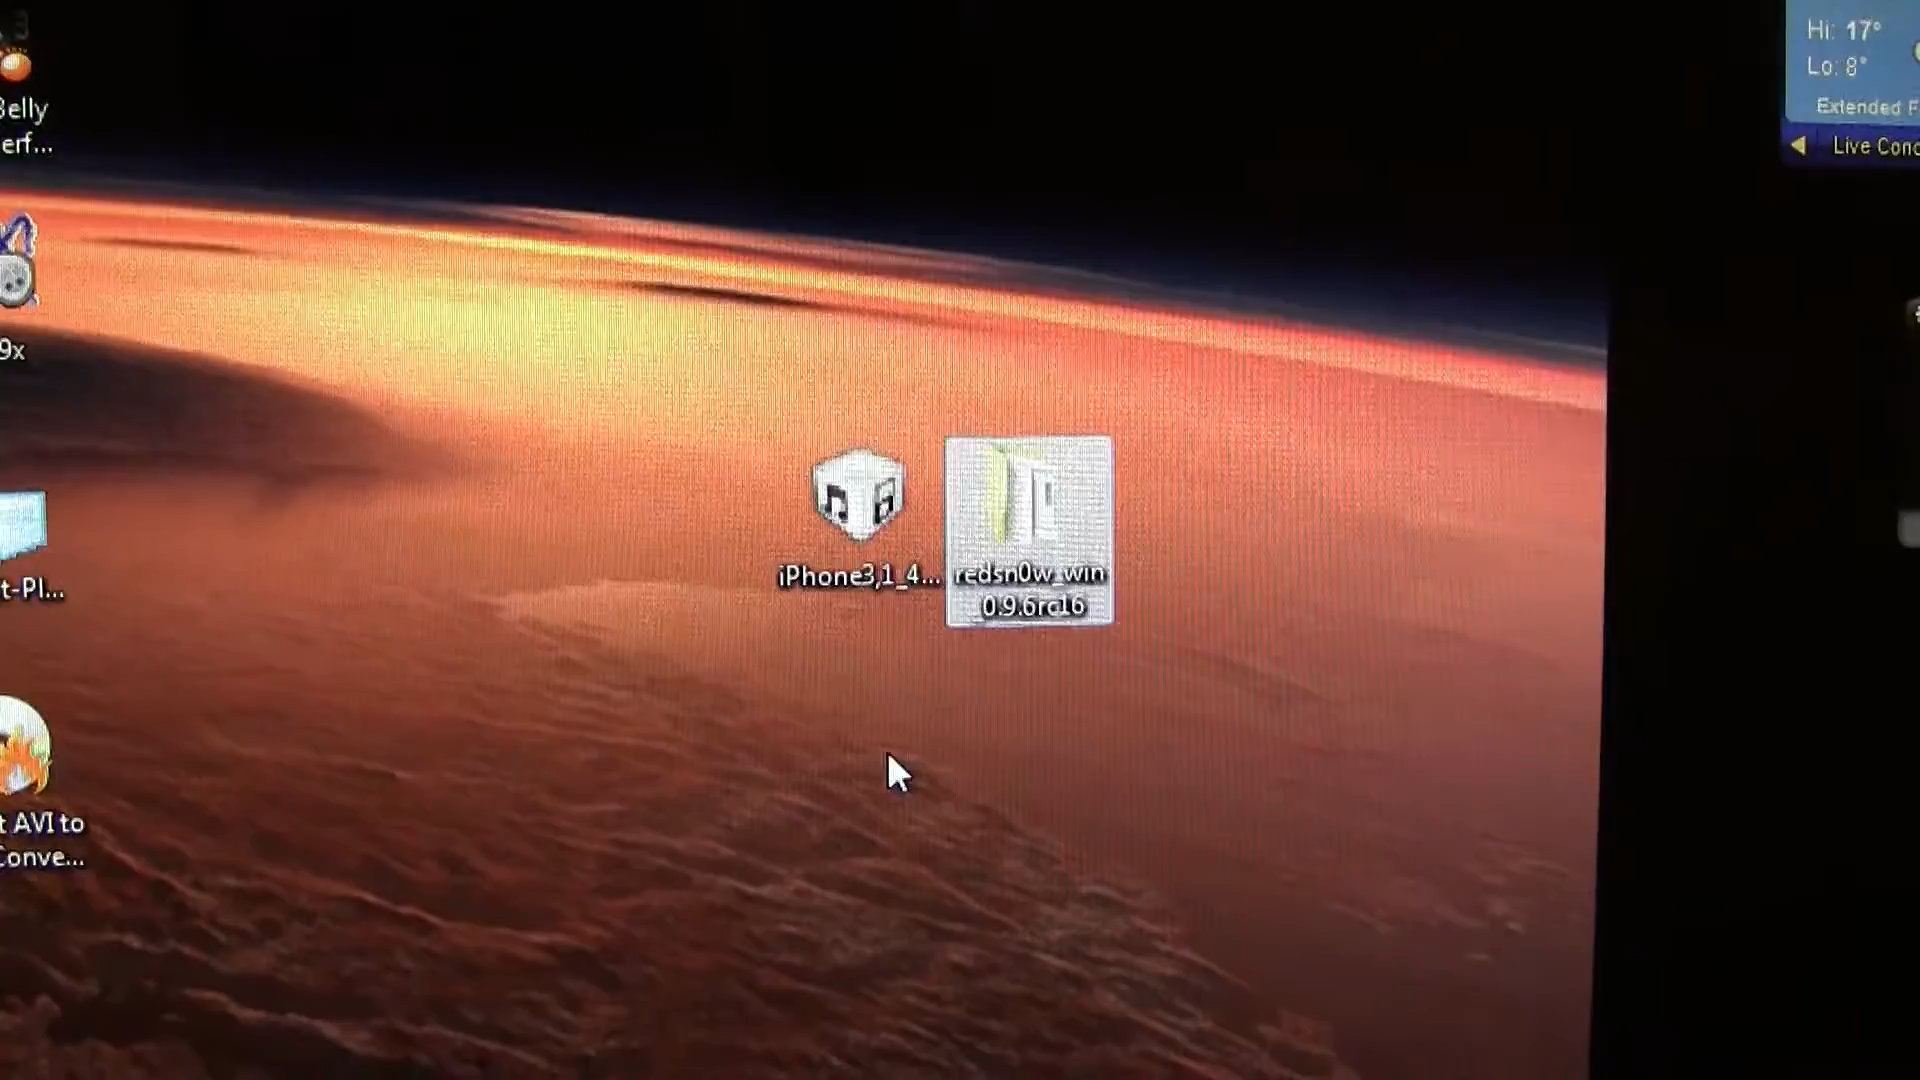 Belly
erf...
9x
t-Pl...
t AVI to
Conve...
iPhone3,1_4...
redsn0w_win
_0.9.6rc16
Hi: 17°
Lo: 8°
Extended F
Live Conc